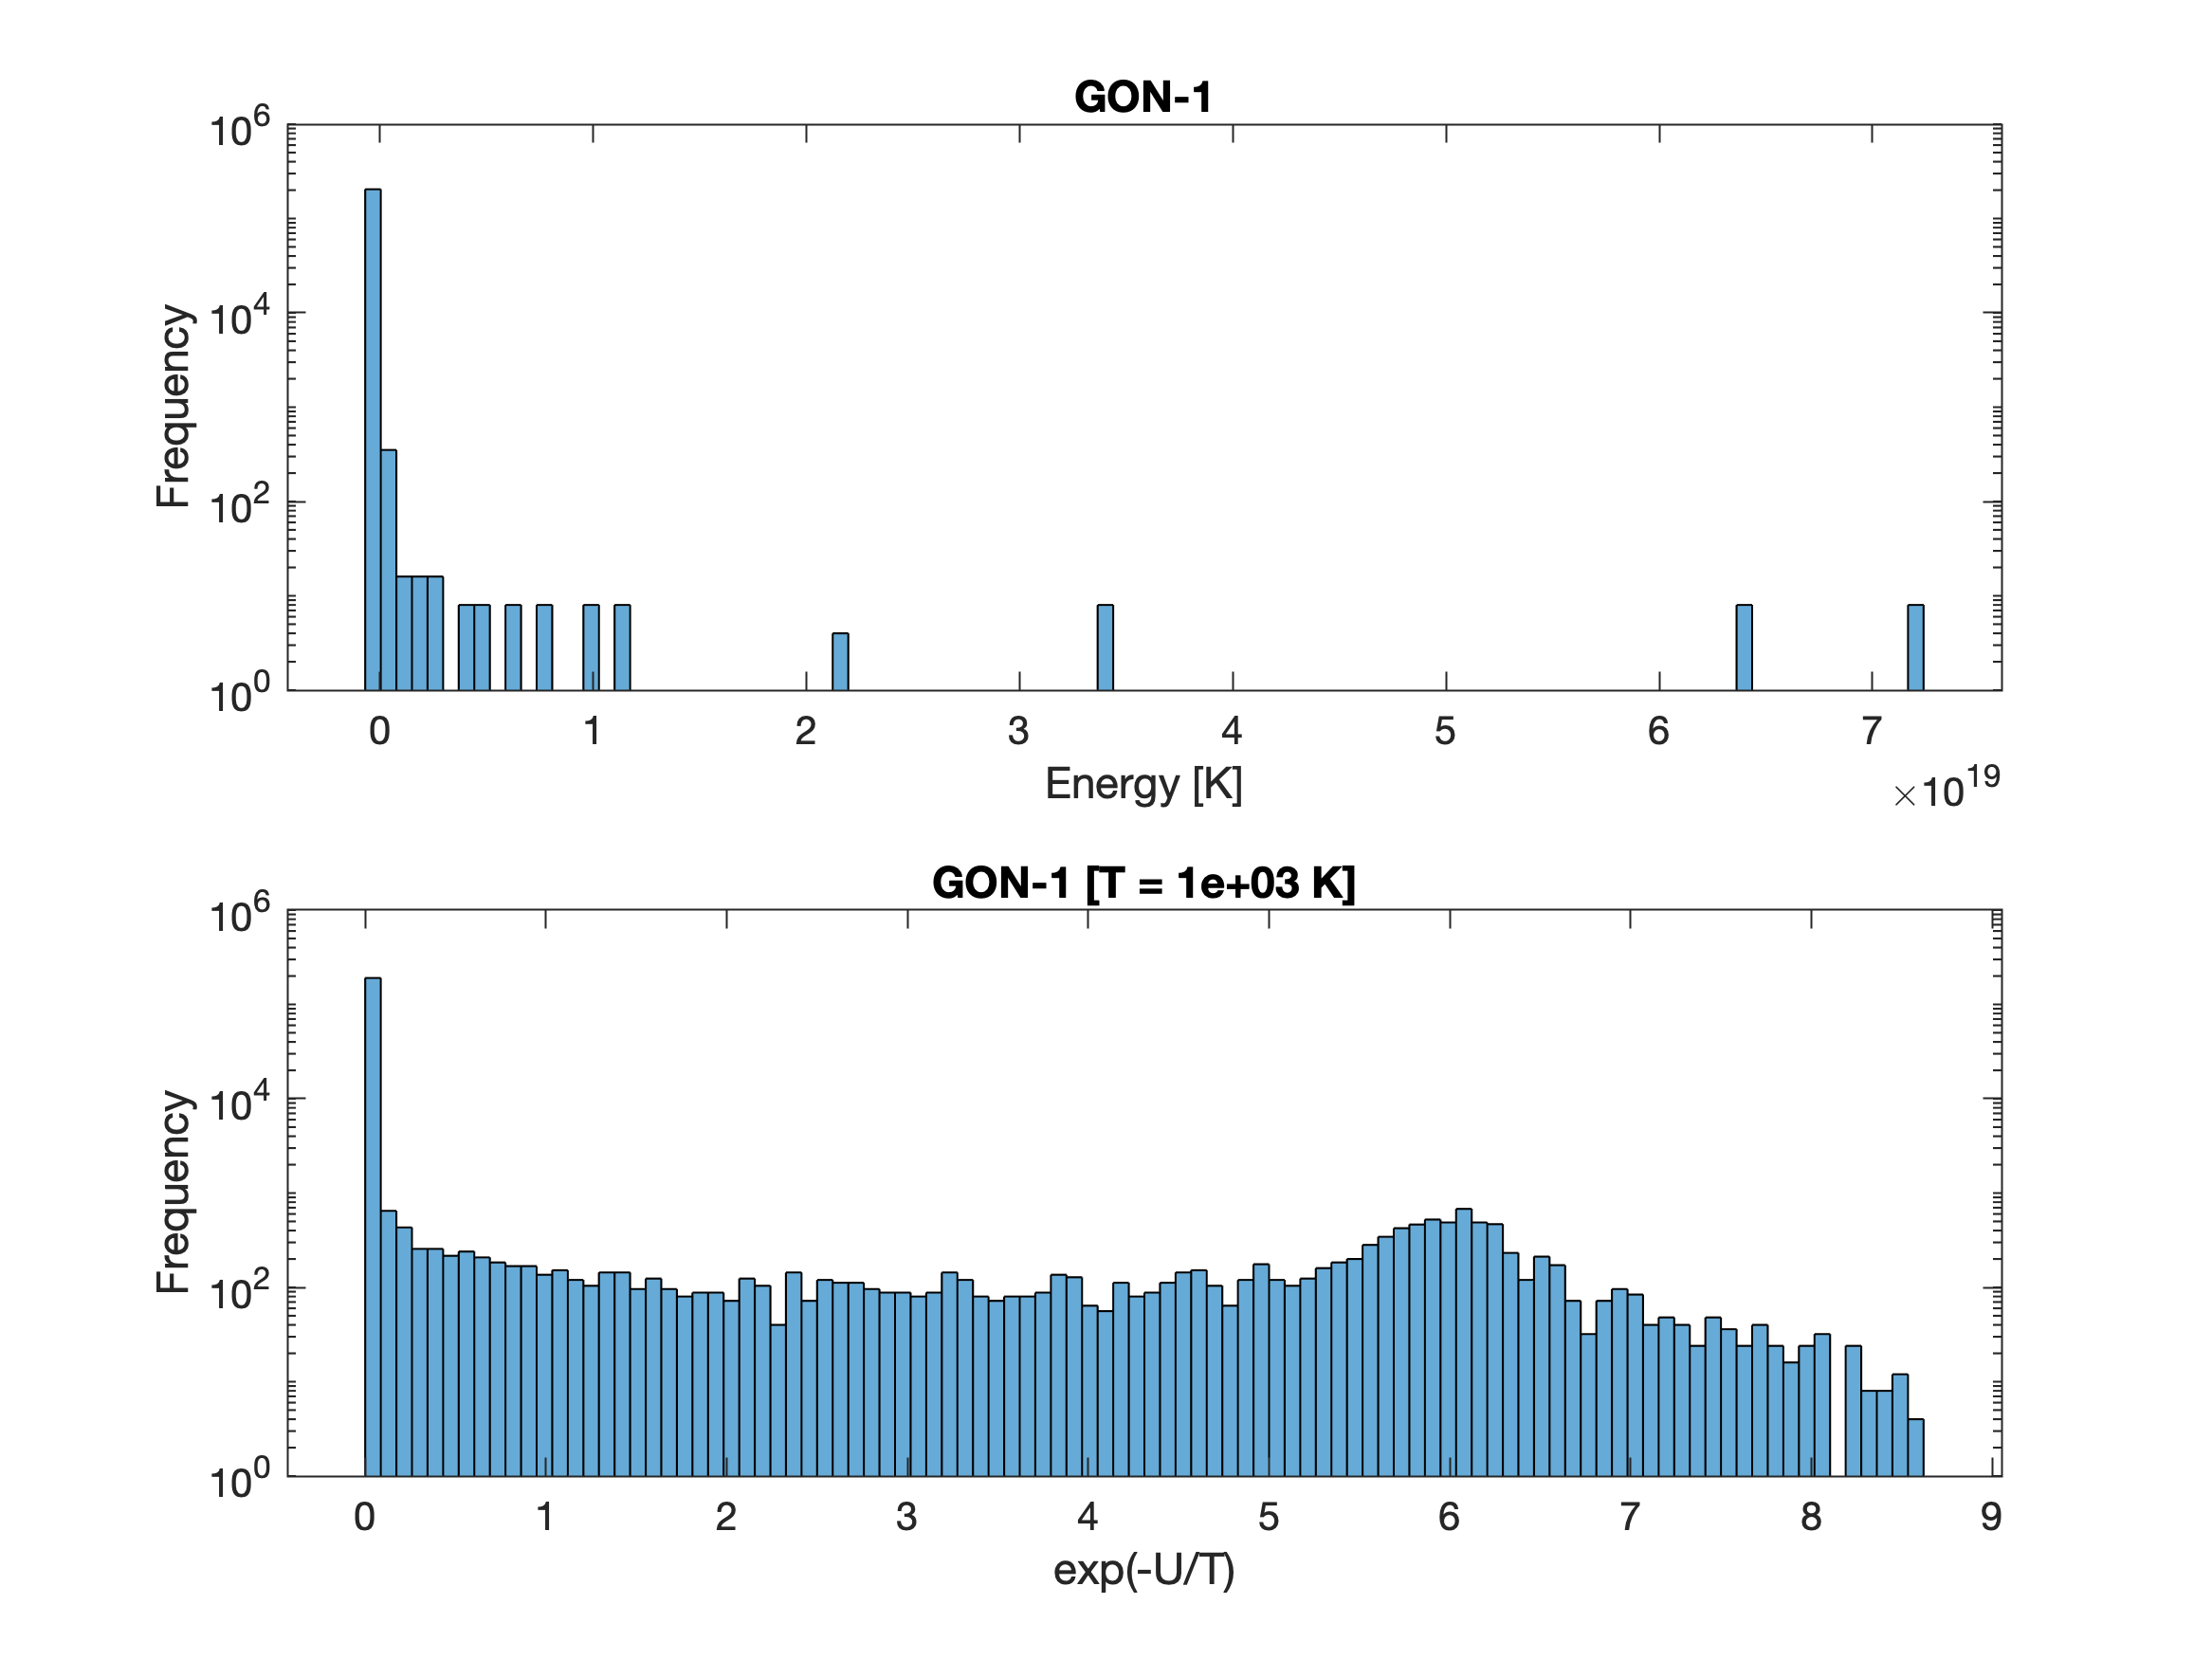 GON-1
10^6
10^4
10^2
10^0
Frequency
0 1 2 3 4 5 6 7
×10^19
Energy [K]
GON-1 [T = 1e+03 K]
10^6
10^4
10^2
10^0
Frequency
0 1 2 3 4 5 6 7 8 9
exp(-U/T)